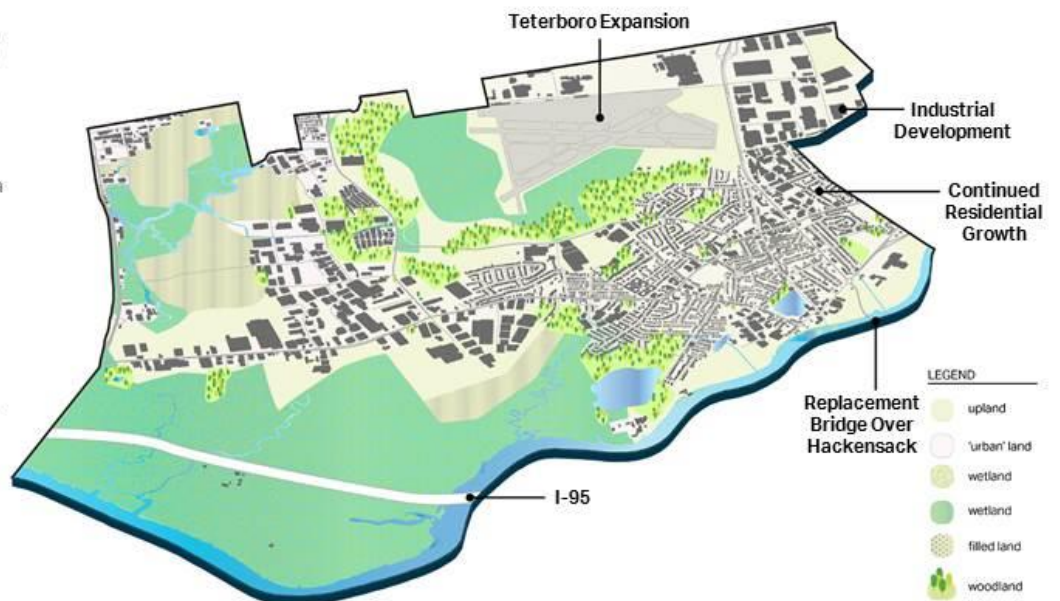 Teterboro Expansion
Industrial
Development
Continued
Residential
Growth
Replacement
Bridge Over
Hackensack
I-95
LEGEND
upland
'urban' land
wetland
wetland
filled land
woodland